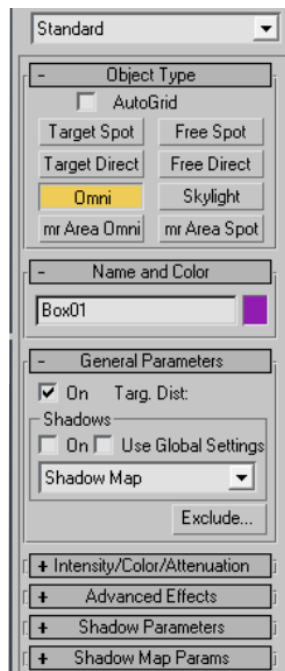 Standard
- Object Type
AutoGrid
Target Spot Free Spot
Target Direct Free Direct
Omni Skylight
mr Area Omni mr Area Spot
- Name and Color
Box01
- General Parameters
On Targ. Dist:
Shadows
On Use Global Settings
Shadow Map
Exclude...
+ Intensity/Color/Attenuation
+ Advanced Effects
+ Shadow Parameters
+ Shadow Map Params